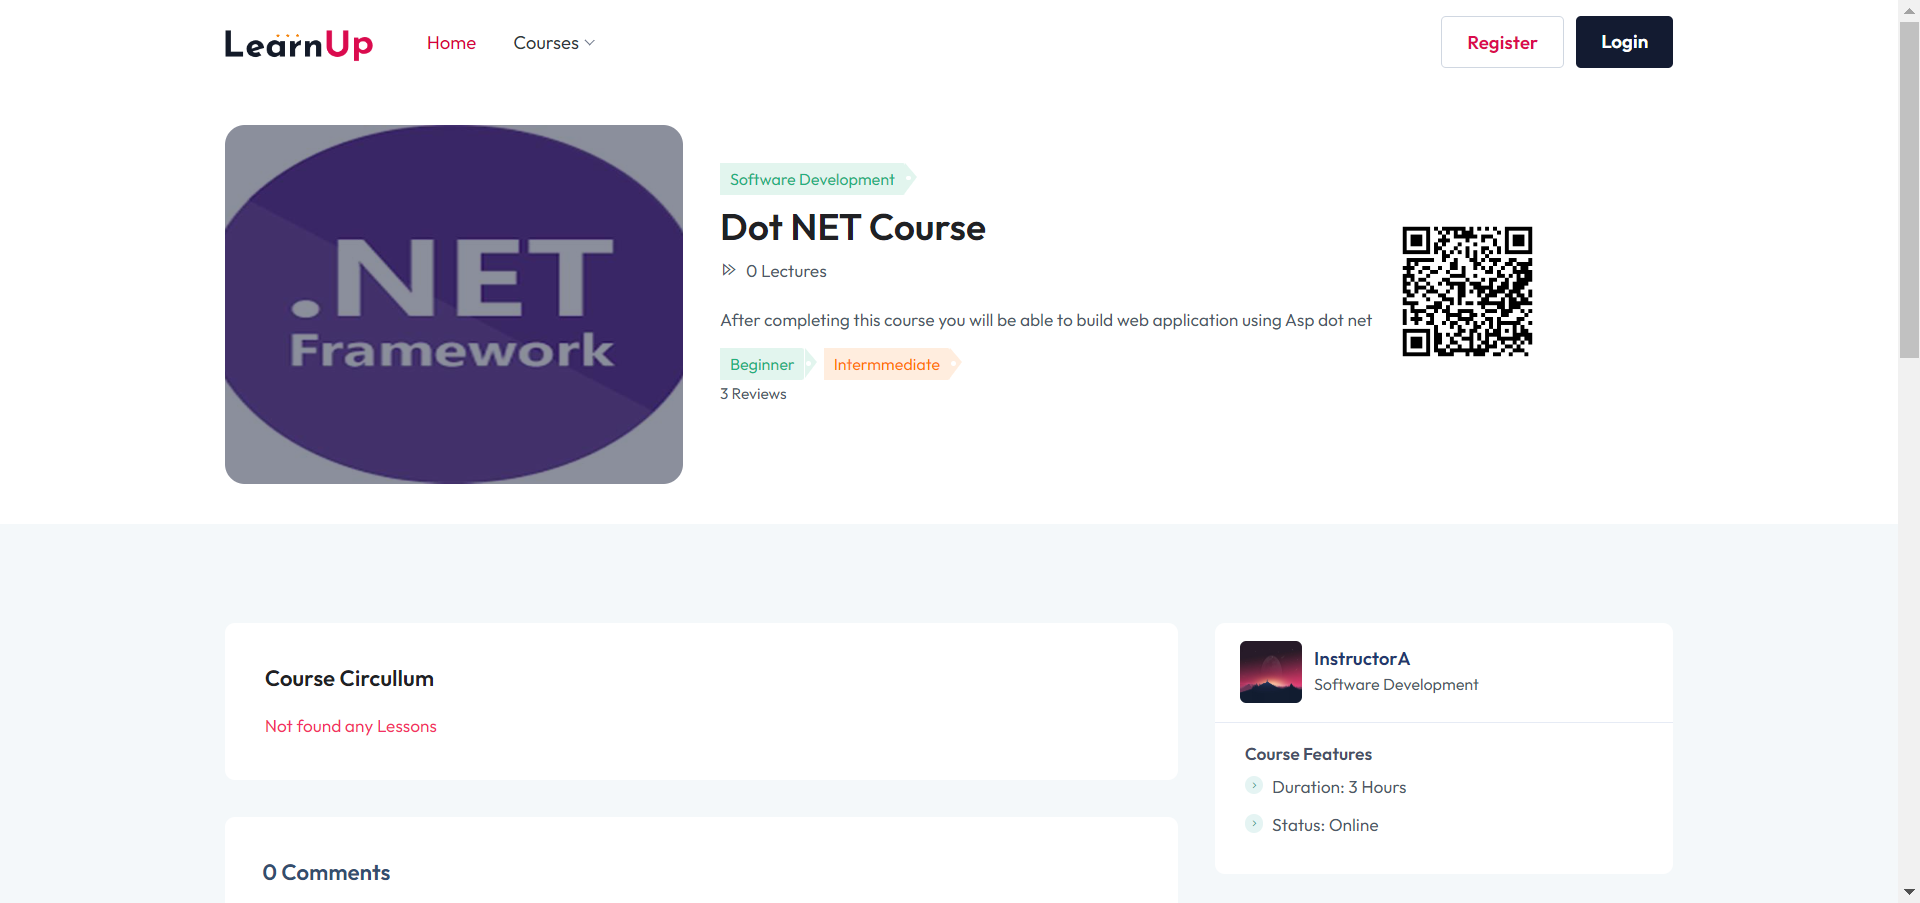 LearnUp Home Courses Register Login
.NET
Framework
Software Development
Dot NET Course
0 Lectures
After completing this course you will be able to build web application using Asp dot net
Beginner Intermmediate
3 Reviews
Course Circullum
Not found any Lessons
0 Comments
InstructorA
Software Development
Course Features
Duration: 3 Hours
Status: Online